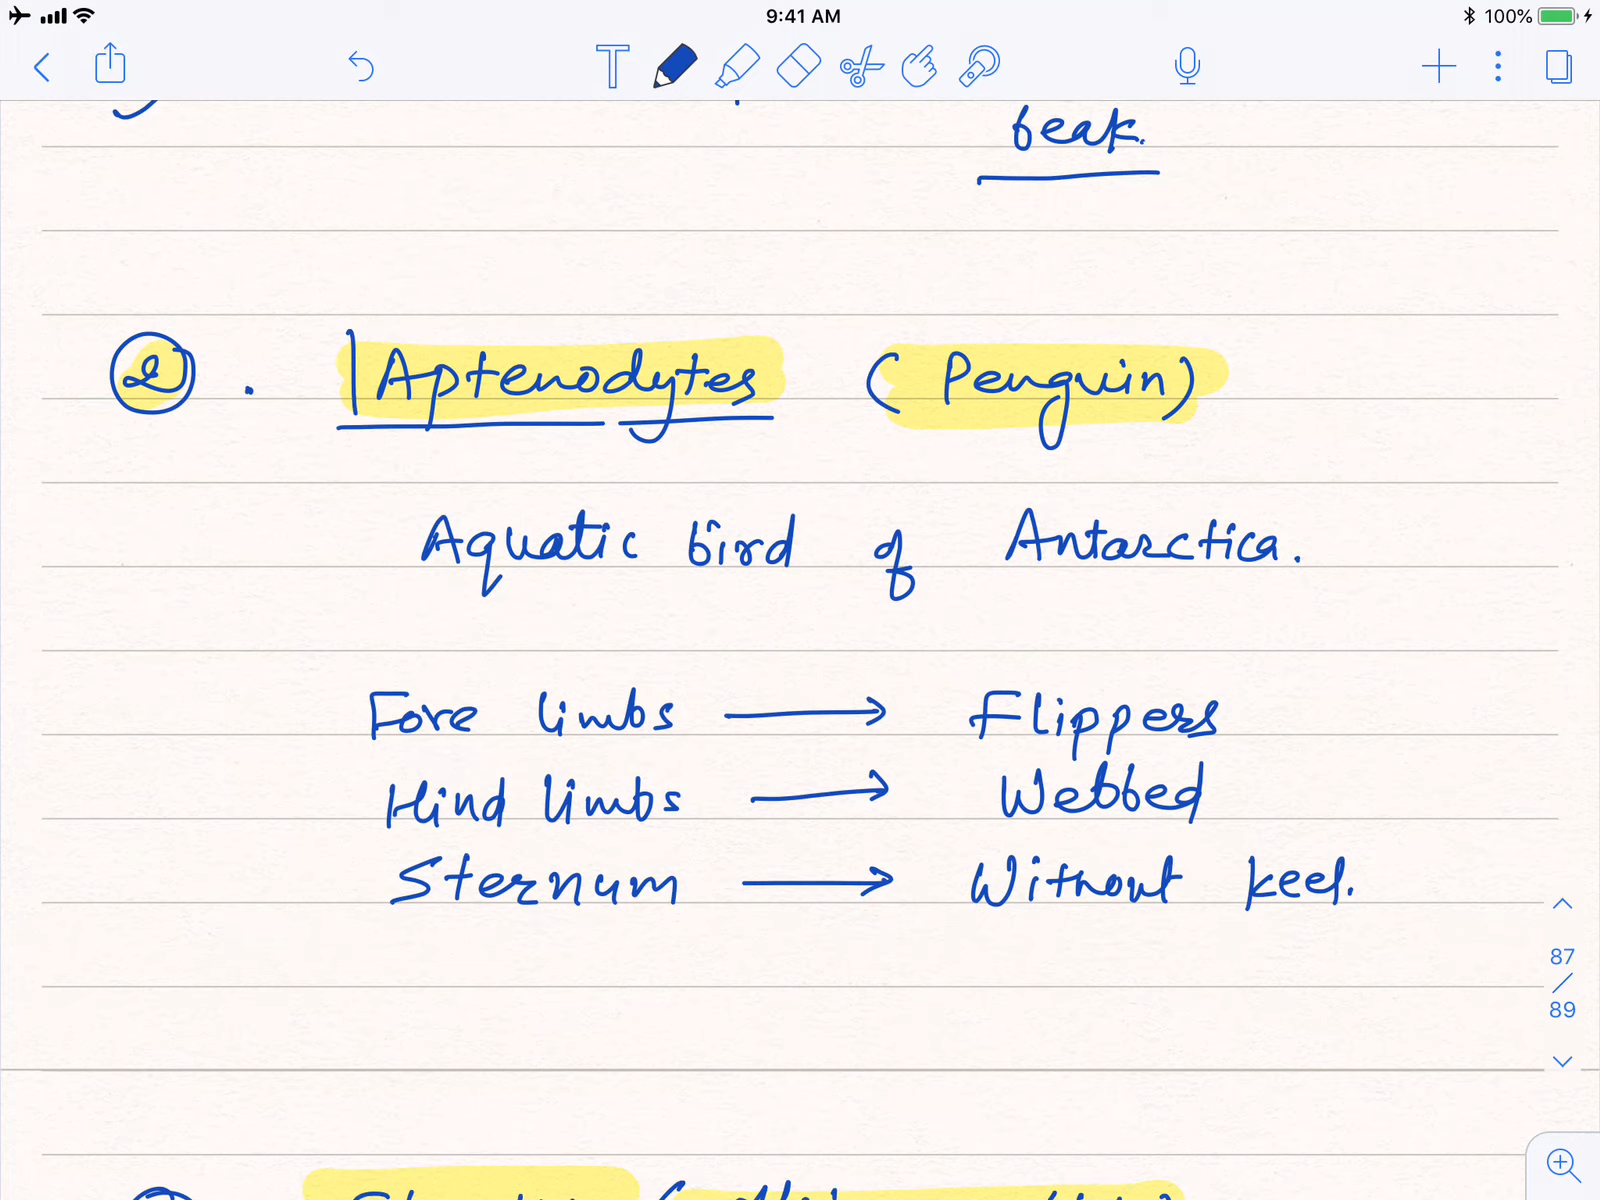 9:41 AM
100%
T
beak.
2 . Aptenodytes ( Penguin )
Aquatic bird of Antarctica.
Fore limbs → Flippers
Hind limbs → Webbed
Sternum → Without keel.
87
/
89